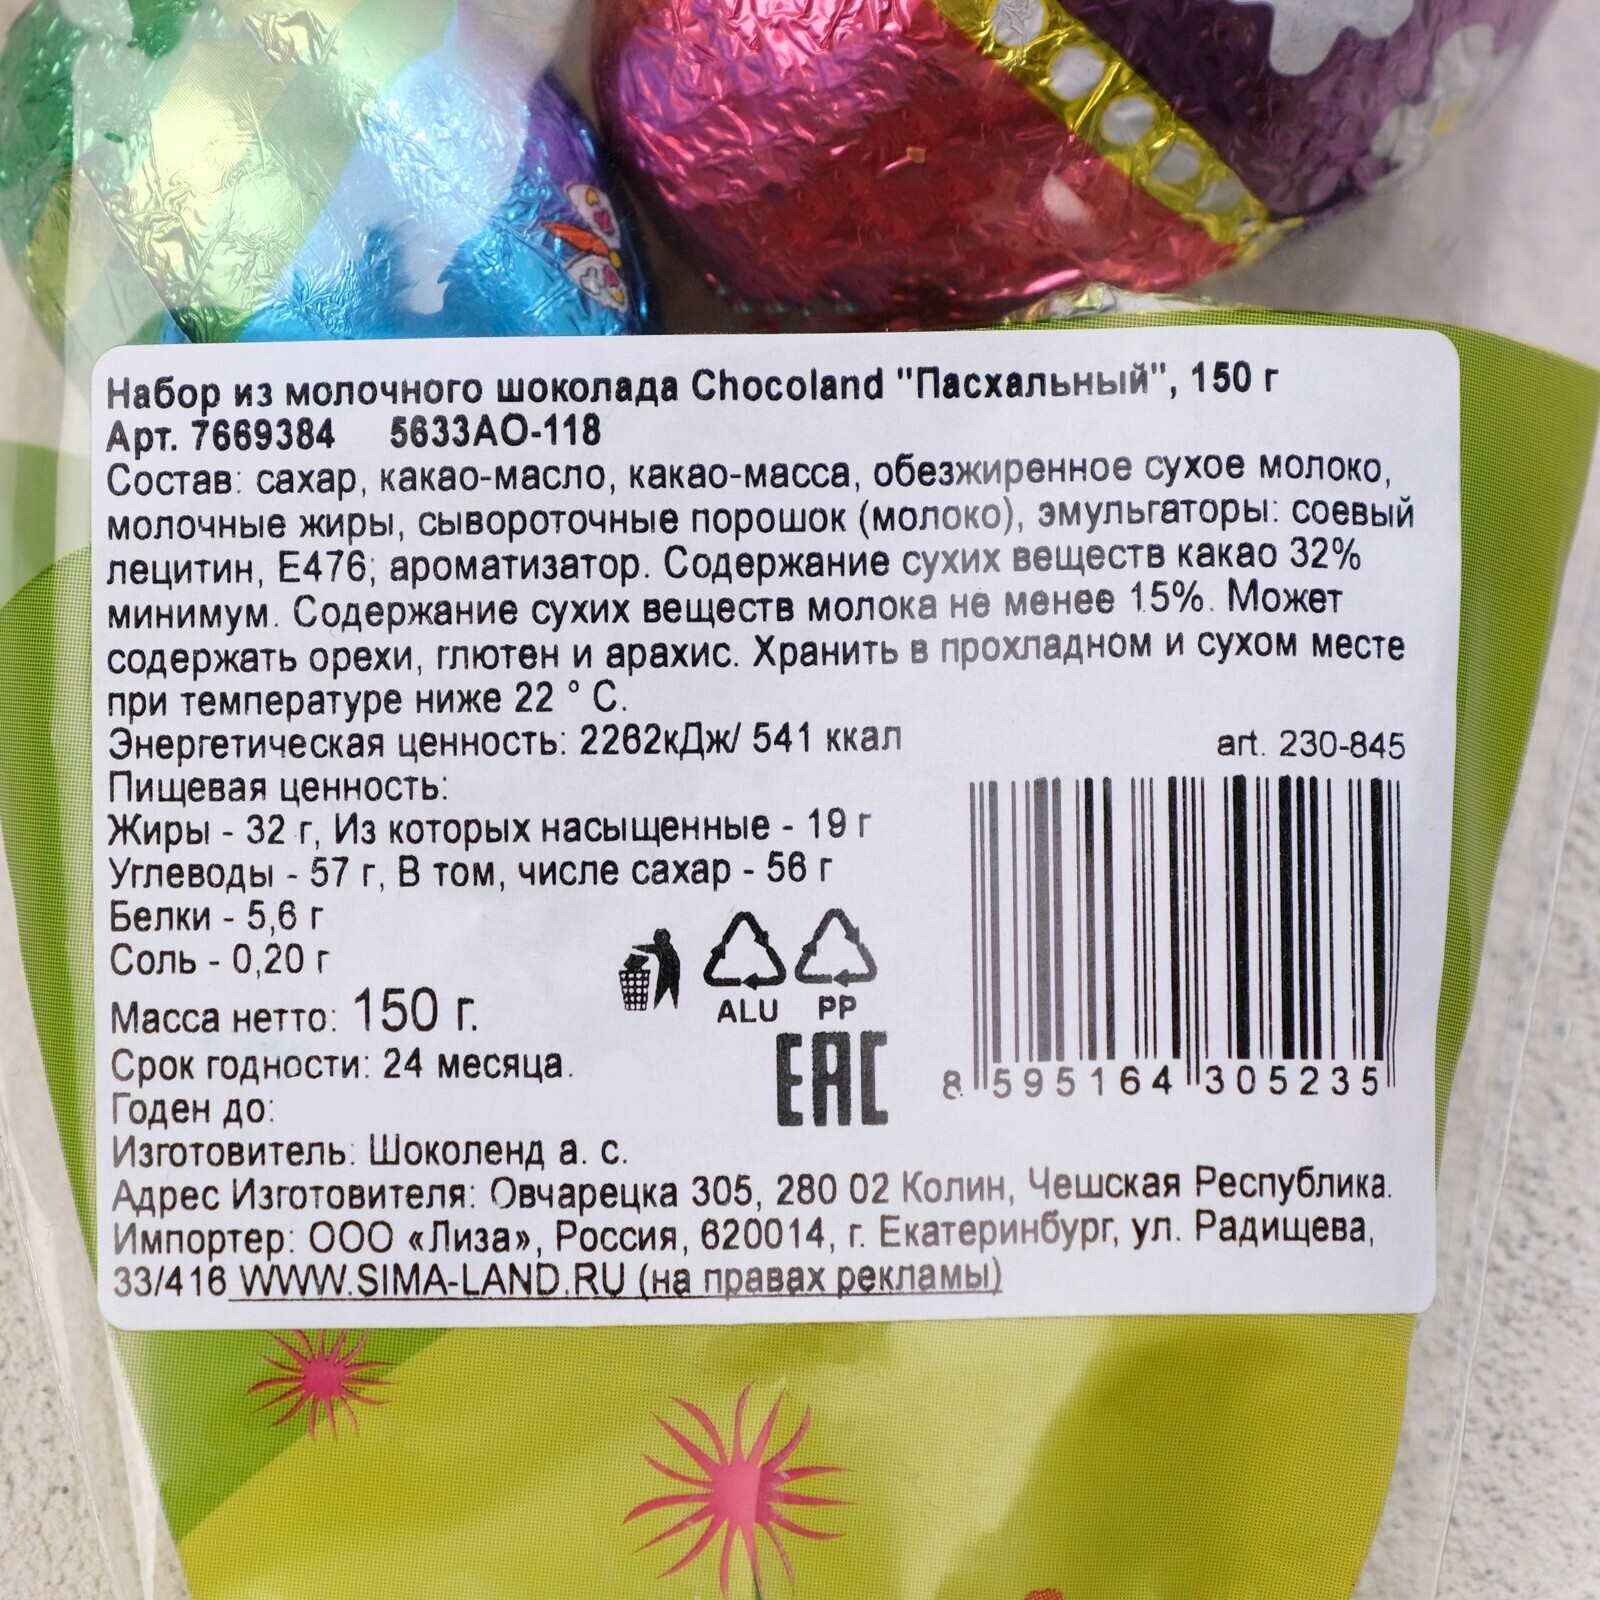 Набор из молочного шоколада Chocoland "Пасхальный", 150 г
Арт. 7669384 5633АО-118
Состав: сахар, какао-масло, какао-масса, обезжиренное сухое молоко,
молочные жиры, сывороточные порошок (молоко), эмульгаторы: соевый
лецитин, Е476; ароматизатор. Содержание сухих веществ какао 32%
минимум. Содержание сухих веществ молока не менее 15%. Может
содержать орехи, глютен и арахис. Хранить в прохладном и сухом месте
при температуре ниже 22 ° С.
Энергетическая ценность: 2262кДж/ 541 ккал
art. 230-845
Пищевая ценность:
Жиры - 32 г, Из которых насыщенные - 19 г
Углеводы - 57 г, В том, числе сахар - 56 г
Белки - 5,6 г
Соль - 0,20 г
ALU PP
Масса нетто: 150 г.
Срок годности: 24 месяца.
EAC
8 595164 305235
Годен до:
Изготовитель: Шоколенд а. с.
Адрес Изготовителя: Овчарецка 305, 280 02 Колин, Чешская Республика.
Импортер: ООО «Лиза», Россия, 620014, г. Екатеринбург, ул. Радищева,
33/416 WWW.SIMA-LAND.RU (на правах рекламы)